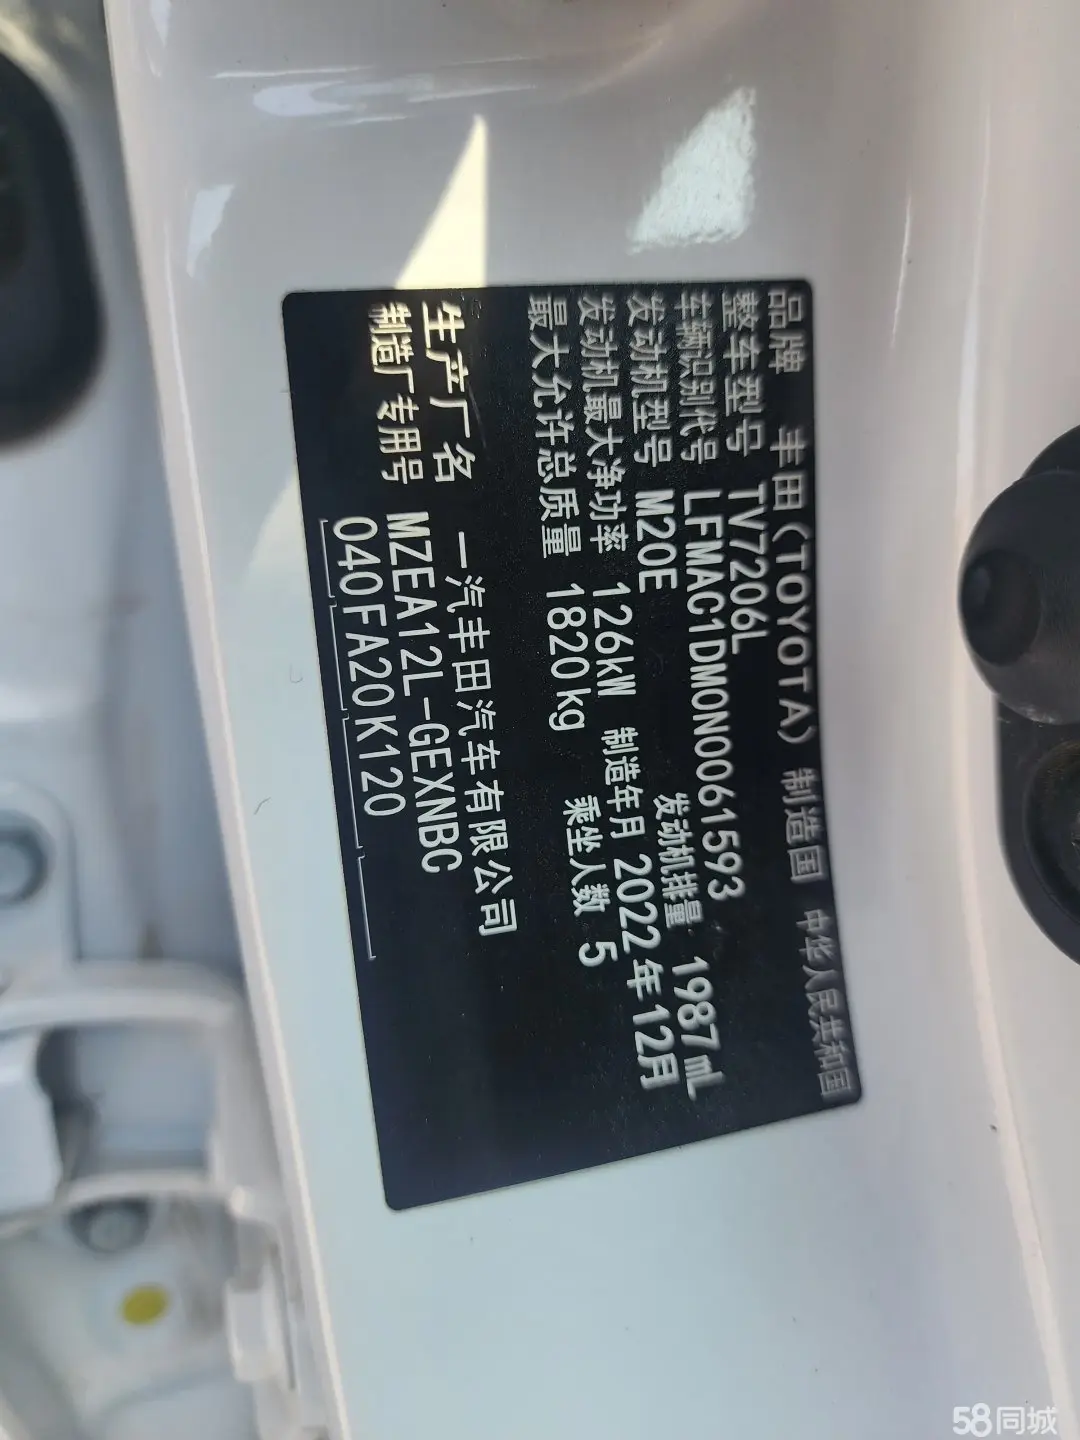 品牌 丰田(TOYOTA) 制造国 中华人民共和国
整车型号 TV7206L
车辆识别代号 LFMAC1DM0N0061593
发动机型号 M20E 发动机排量 1987mL
发动机最大净功率 126kW 制造年月 2022年12月
最大允许总质量 1820kg 乘坐人数 5
生产厂名 一汽丰田汽车有限公司
制造厂专用号 MZEA12L-GEXNBC
040FA20K120
58同城